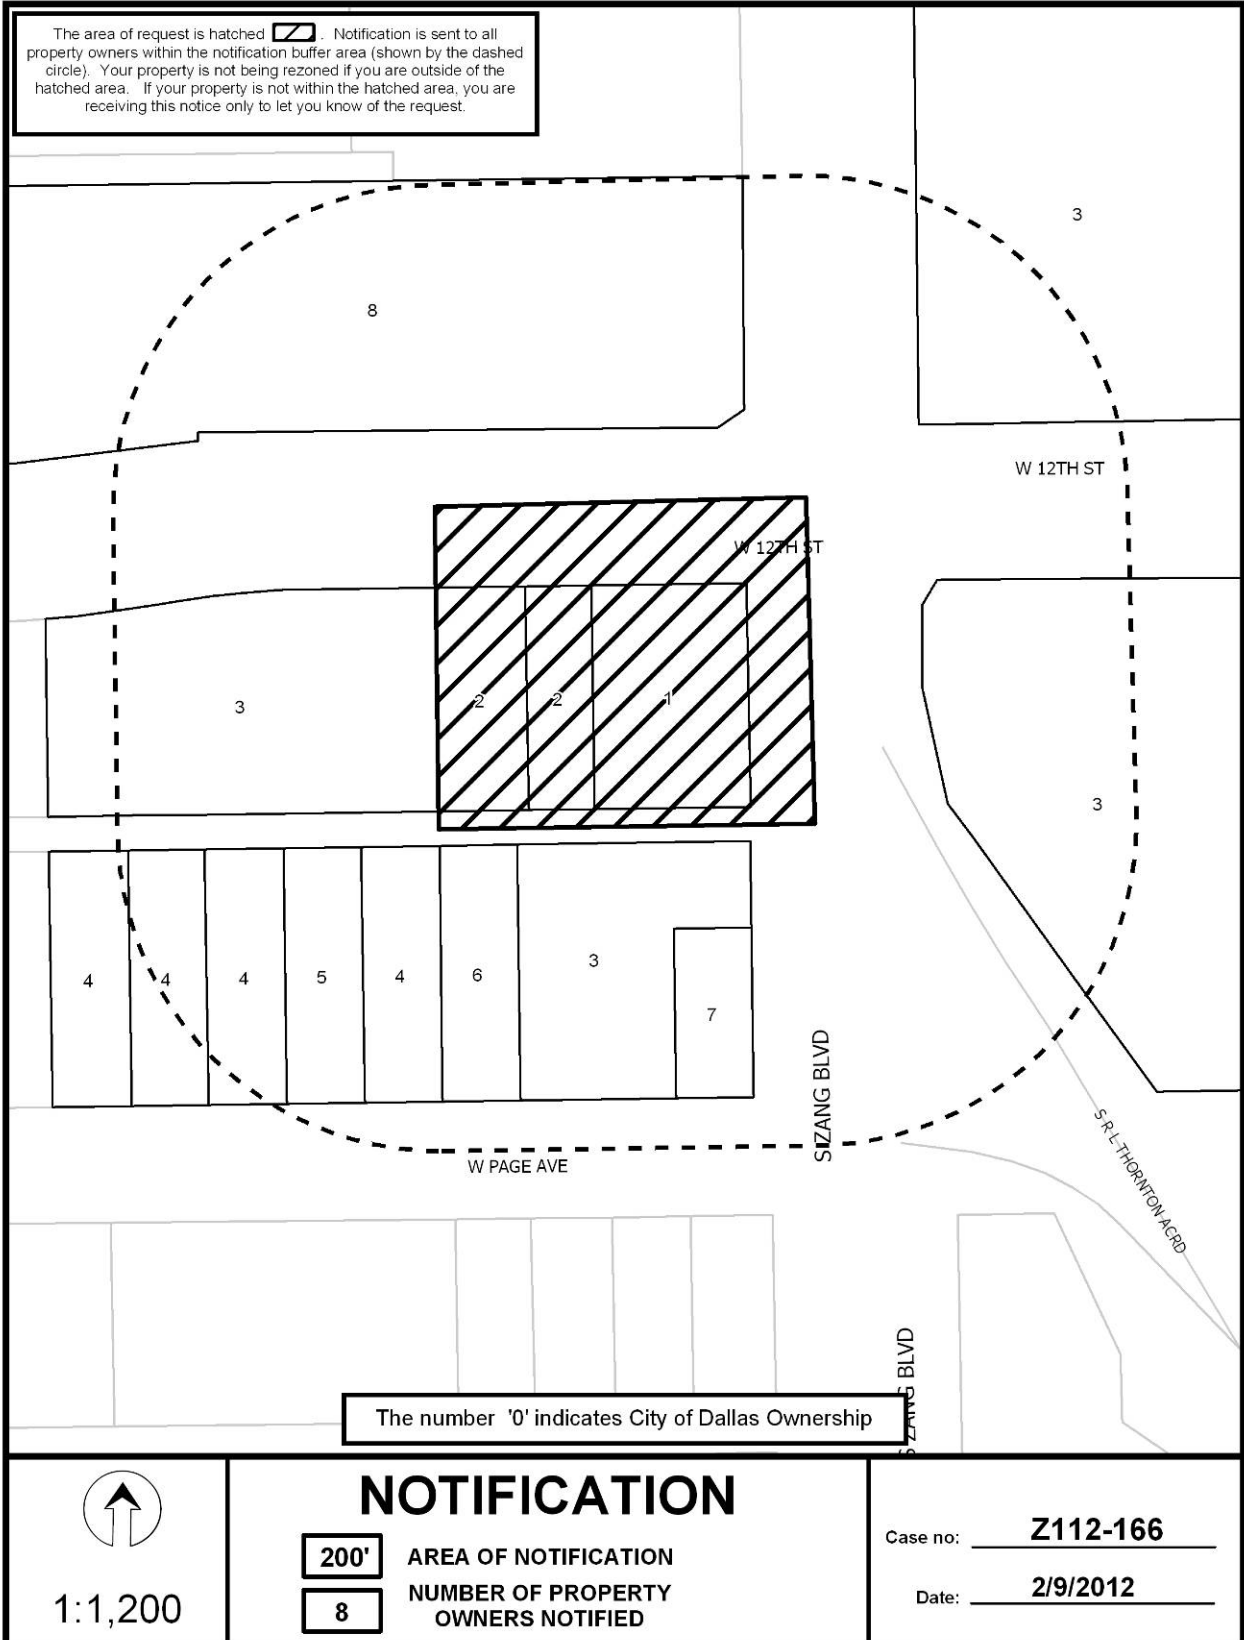 The area of request is hatched . Notification is sent to all
property owners within the notification buffer area (shown by the dashed
circle). Your property is not being rezoned if you are outside of the
hatched area. If your property is not within the hatched area, you are
receiving this notice only to let you know of the request.
3
8
W 12TH ST
W 12TH ST
3
2
2
1
3
4
4
4
5
4
6
3
7
S ZANG BLVD
S R L THORNTON ACRD
W PAGE AVE
S ZANG BLVD
The number '0' indicates City of Dallas Ownership
1:1,200
NOTIFICATION
200' AREA OF NOTIFICATION
8 NUMBER OF PROPERTY
OWNERS NOTIFIED
Case no: Z112-166
Date: 2/9/2012